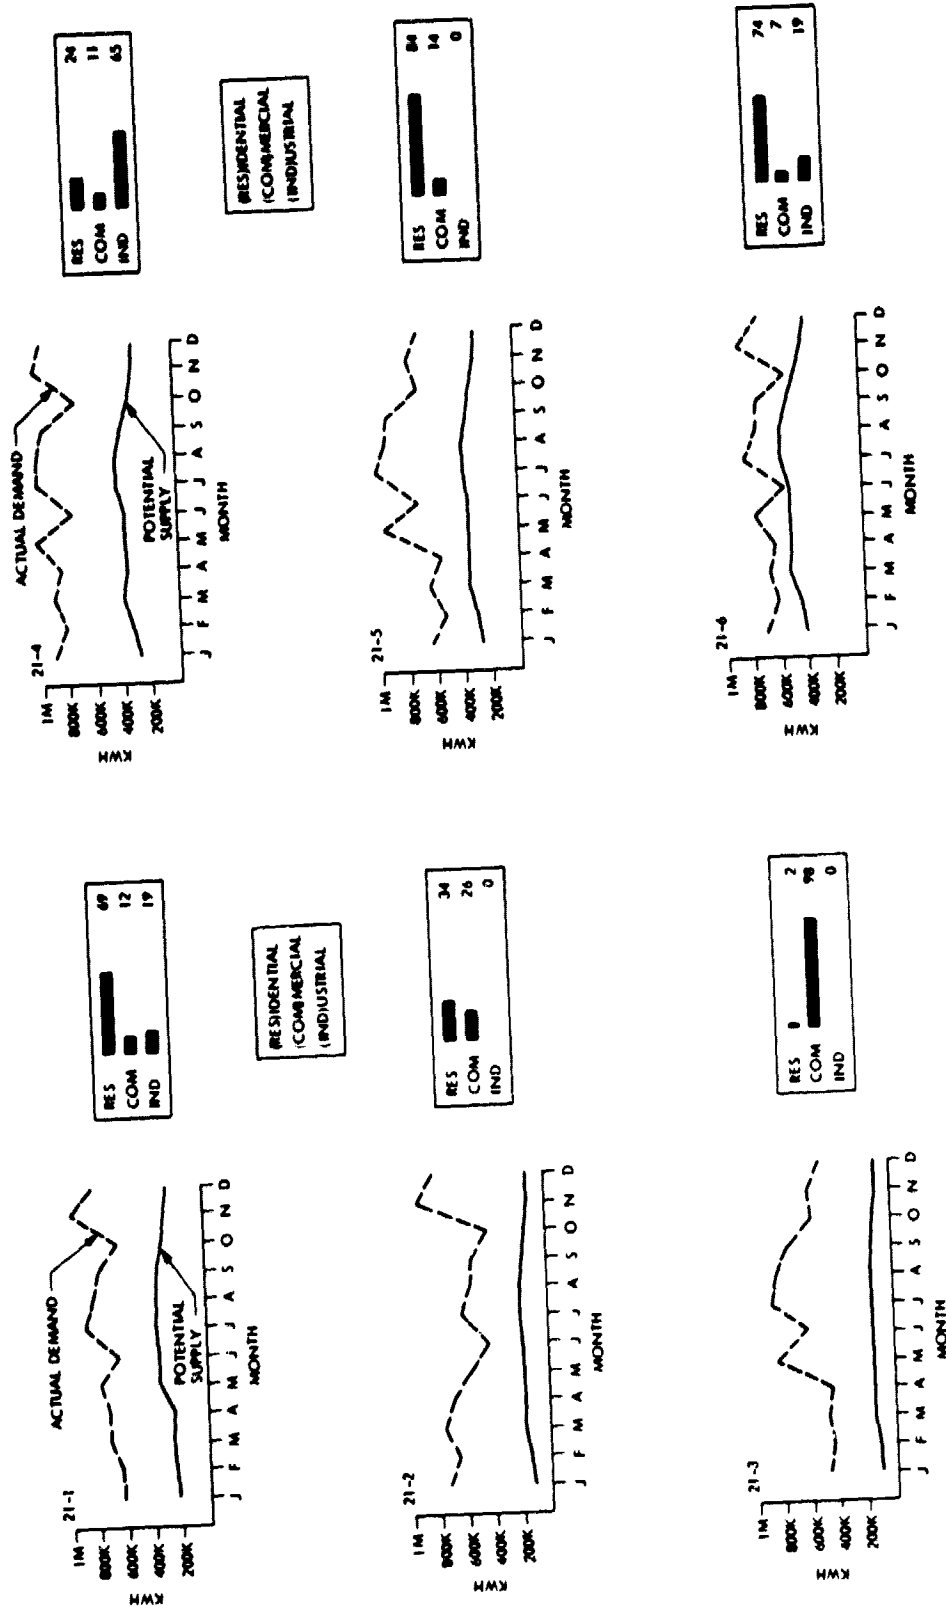 21-1
1M
800K
600K
400K
200K
KWH
ACTUAL DEMAND
POTENTIAL
SUPPLY
J F M A M J J A S O N D
MONTH
RES 69
COM 12
IND 19
(RES)IDENTIAL
(COM)MERCIAL
(IND)USTRIAL
21-2
1M
800K
600K
400K
200K
KWH
J F M A M J J A S O N D
MONTH
RES 34
COM 26
IND 0
21-3
1M
800K
600K
400K
200K
KWH
J F M A M J J A S O N D
MONTH
RES 2
COM 98
IND 0
21-4
1M
800K
600K
400K
200K
KWH
ACTUAL DEMAND
POTENTIAL
SUPPLY
J F M A M J J A S O N D
MONTH
RES 24
COM 11
IND 65
(RES)IDENTIAL
(COM)MERCIAL
(IND)USTRIAL
21-5
1M
800K
600K
400K
200K
KWH
J F M A M J J A S O N D
MONTH
RES 84
COM 14
IND 0
21-6
1M
800K
600K
400K
200K
KWH
J F M A M J J A S O N D
MONTH
RES 74
COM 7
IND 19